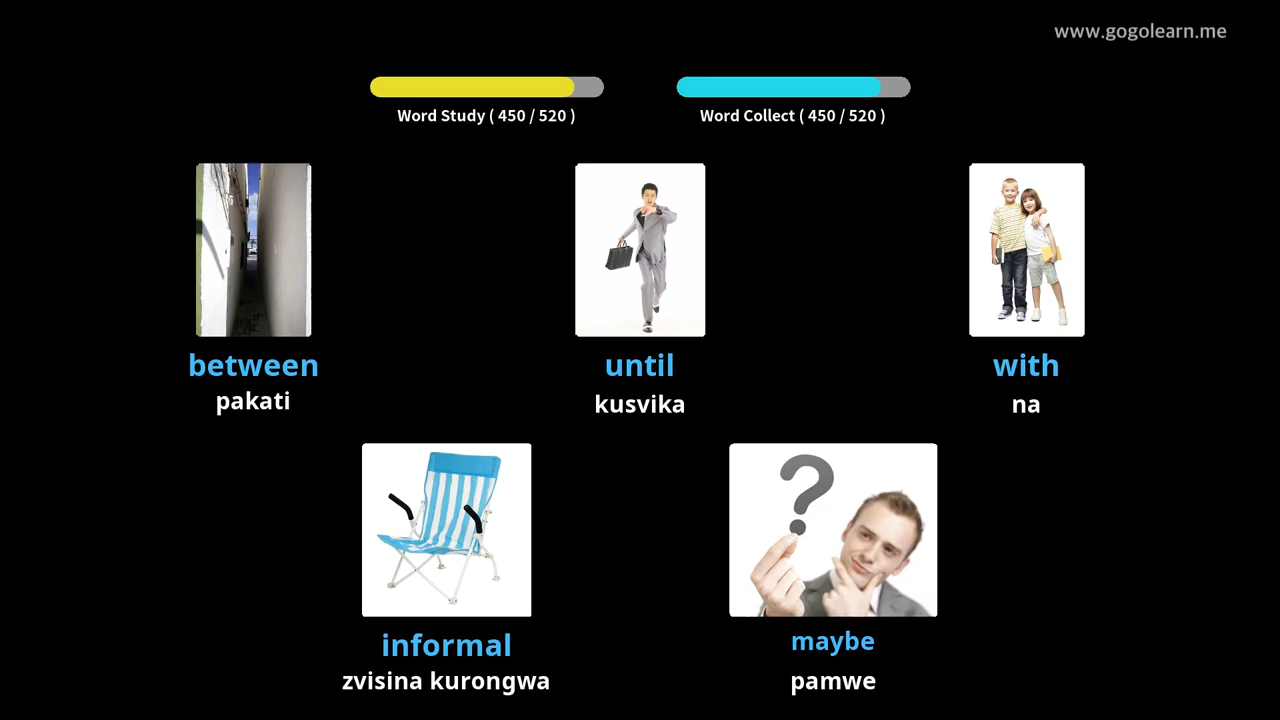 www.gogolearn.me
Word Study ( 450 / 520 )
Word Collect ( 450 / 520 )
between
pakati
until
kusvika
with
na
informal
zvisina kurongwa
maybe
pamwe